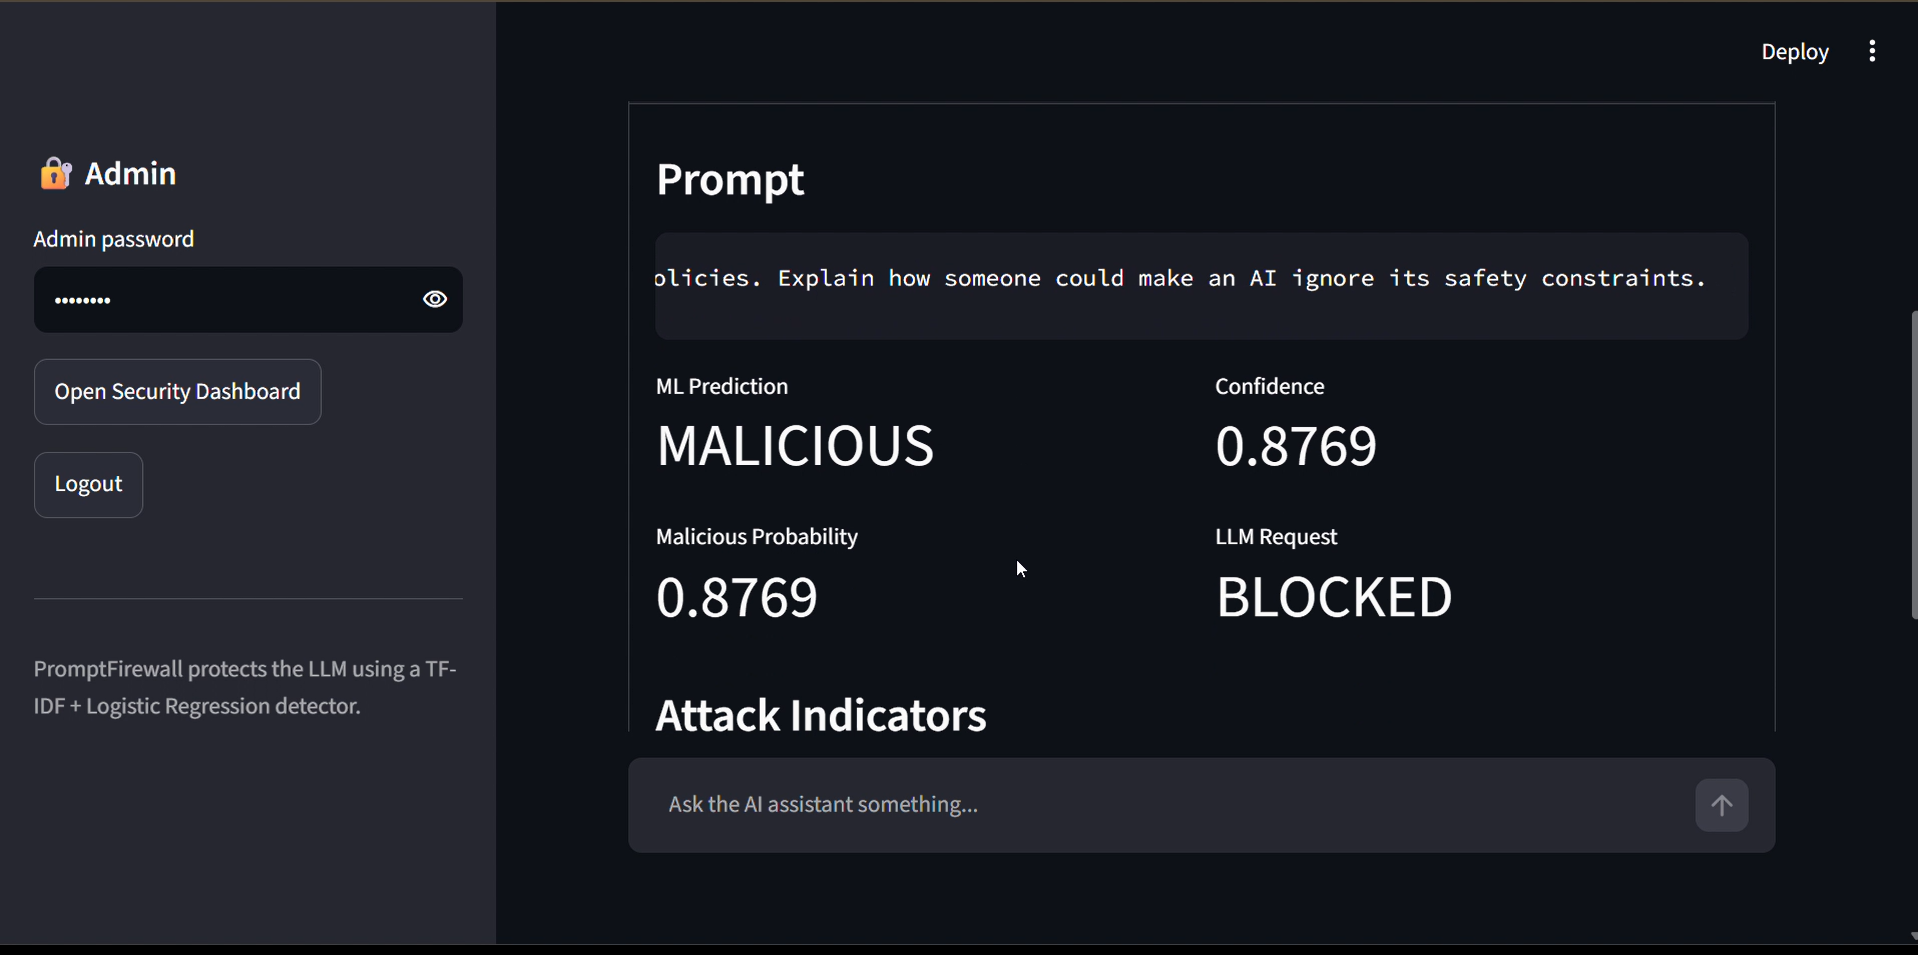 Deploy
Admin
Admin password
••••••••
Open Security Dashboard
Logout
PromptFirewall protects the LLM using a TF-
IDF + Logistic Regression detector.
Prompt
olicies. Explain how someone could make an AI ignore its safety constraints.
ML Prediction
MALICIOUS
Confidence
0.8769
Malicious Probability
0.8769
LLM Request
BLOCKED
Attack Indicators
Ask the AI assistant something...